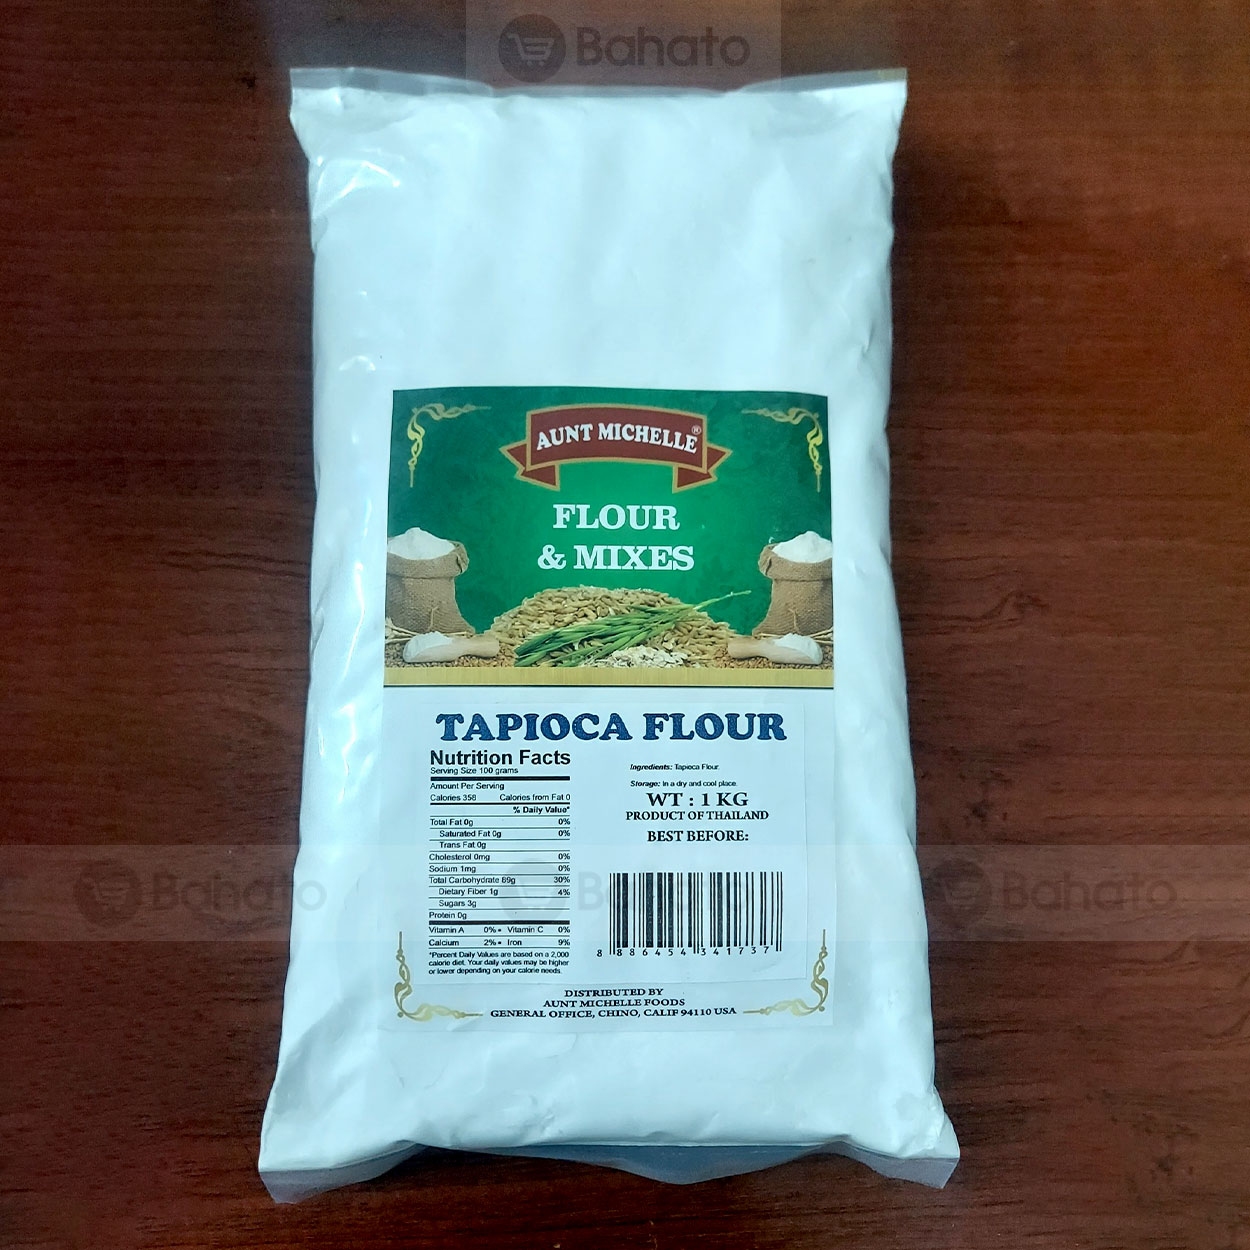 Bahato
AUNT MICHELLE®
FLOUR
& MIXES
TAPIOCA FLOUR
Nutrition Facts
Serving Size 100 grams
Amount Per Serving
Calories 358 Calories from Fat 0
% Daily Value*
Total Fat 0g 0%
Saturated Fat 0g 0%
Trans Fat 0g
Cholesterol 0mg 0%
Sodium 1mg 0%
Total Carbohydrate 89g 30%
Dietary Fiber 1g 4%
Sugars 3g
Protein 0g
Vitamin A 0% • Vitamin C 0%
Calcium 2% • Iron 9%
*Percent Daily Values are based on a 2,000
calorie diet. Your daily values may be higher
or lower depending on your calorie needs.
Ingredients: Tapioca Flour.
Storage: In a dry and cool place.
WT : 1 KG
PRODUCT OF THAILAND
BEST BEFORE:
8 886454 341737
Bahato Bahato Bahato
DISTRIBUTED BY
AUNT MICHELLE FOODS
GENERAL OFFICE, CHINO, CALIF 94110 USA